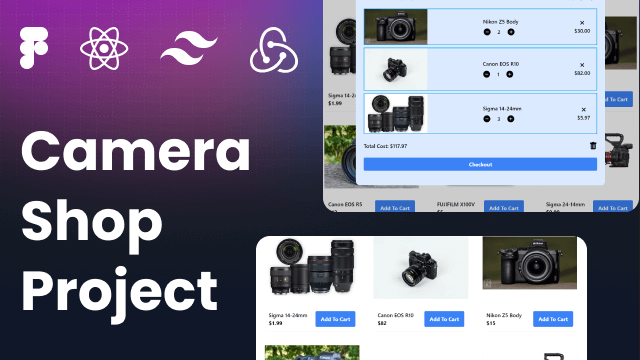 Camera
Shop
Project
Nikon Z5 Body
2
$30.00
Canon EOS R10
1
$82.00
Sigma 14-24mm
3
$5.97
Total Cost: $117.97
Checkout
Sigma 14-2
$1.99
To Cart
Canon EOS R5
Add To Cart
FUJIFILM X100V
Add To Cart
Sigma 24-14mm
Add To Cart
Sigma 14-24mm
$1.99
Add To Cart
Canon EOS R10
$82
Add To Cart
Nikon Z5 Body
$15
Add To Cart